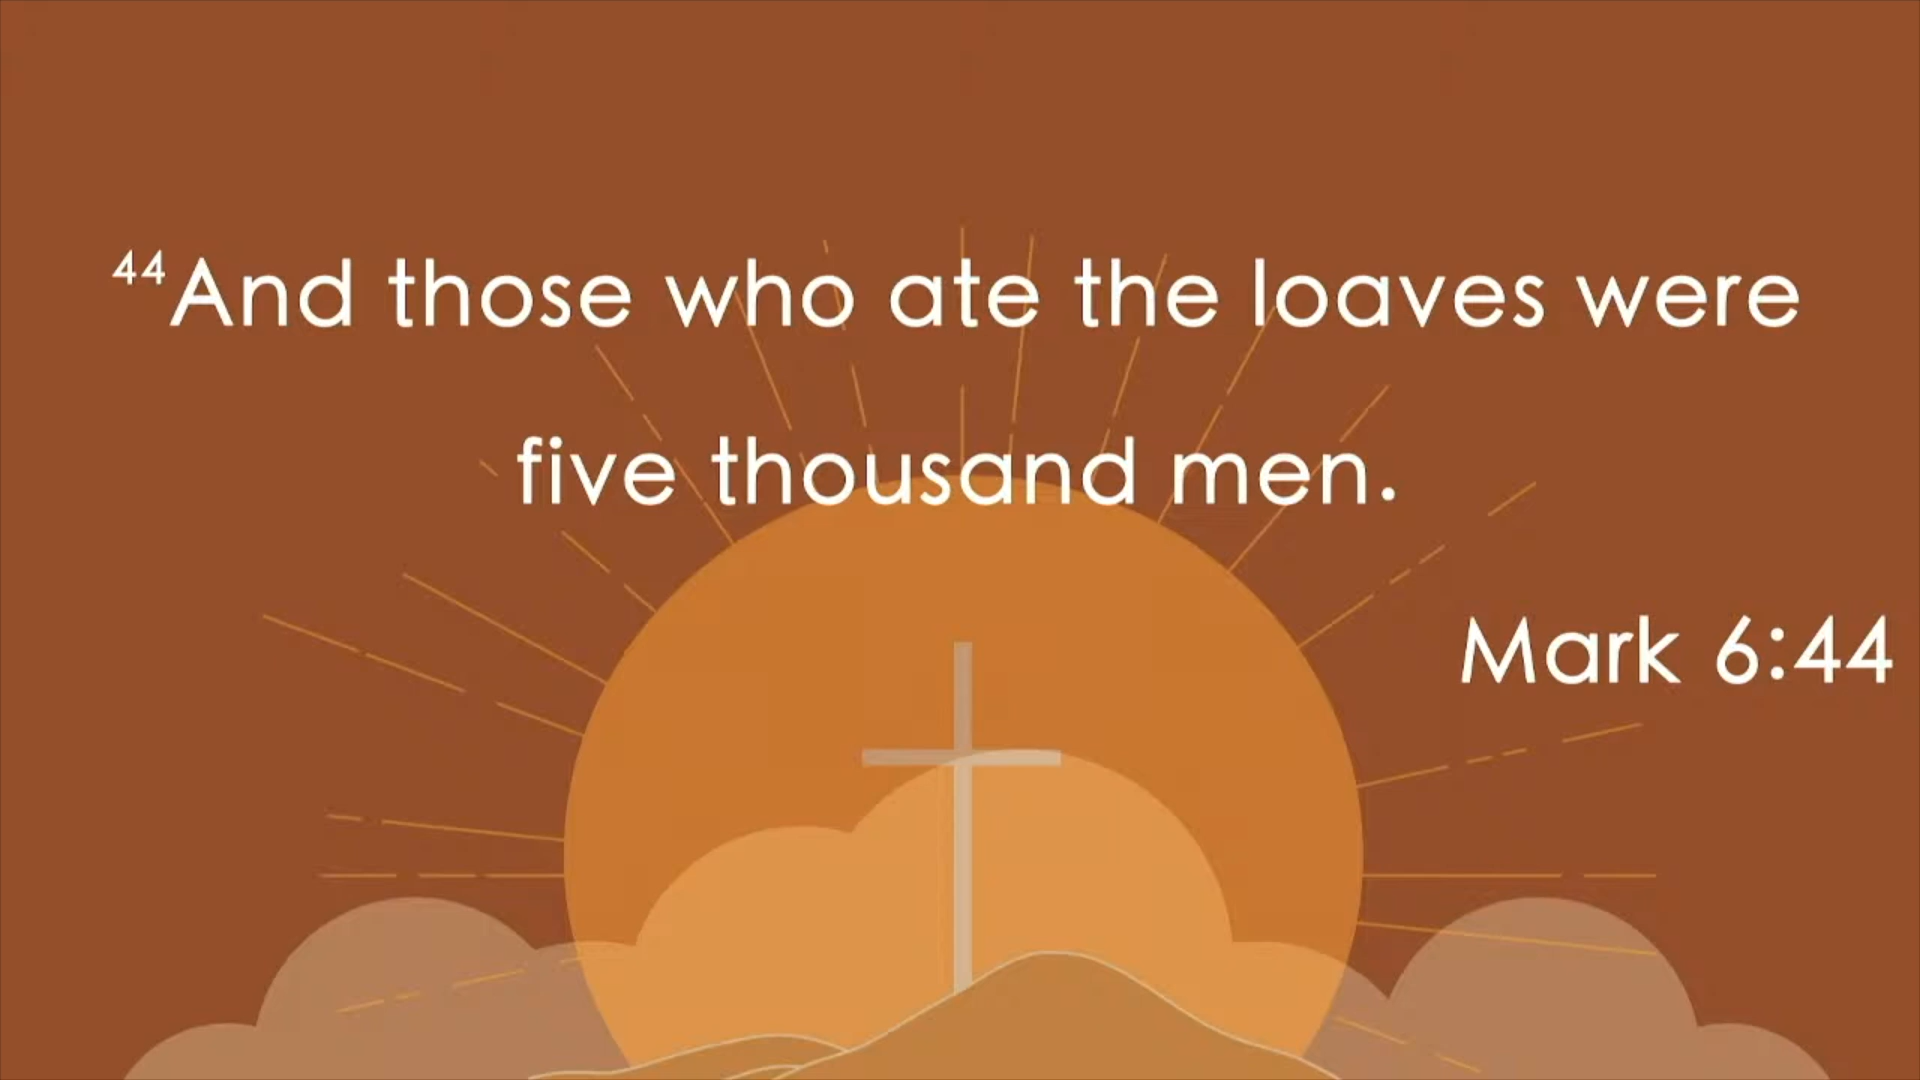 ⁴⁴And those who ate the loaves were
five thousand men.
Mark 6:44